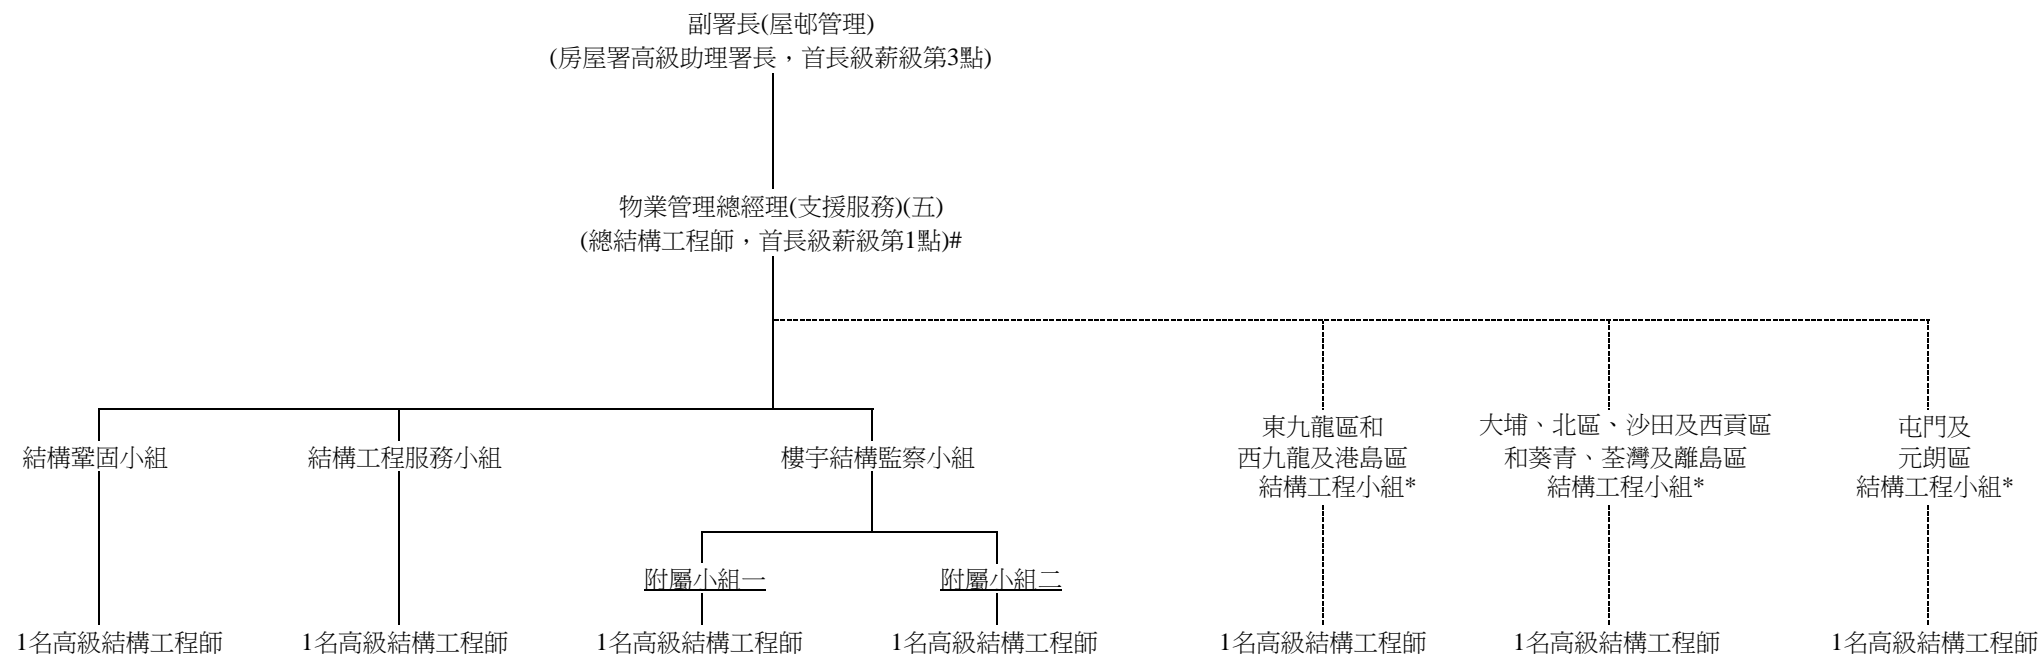 副署長(屋邨管理)
(房屋署高級助理署長，首長級薪級第3點)
物業管理總經理(支援服務)(五)
(總結構工程師，首長級薪級第1點)#
結構鞏固小組
結構工程服務小組
樓宇結構監察小組
東九龍區和
西九龍及港島區
結構工程小組*
大埔、北區、沙田及西貢區
和葵青、荃灣及離島區
結構工程小組*
屯門及
元朗區
結構工程小組*
附屬小組一
附屬小組二
1名高級結構工程師
1名高級結構工程師
1名高級結構工程師
1名高級結構工程師
1名高級結構工程師
1名高級結構工程師
1名高級結構工程師